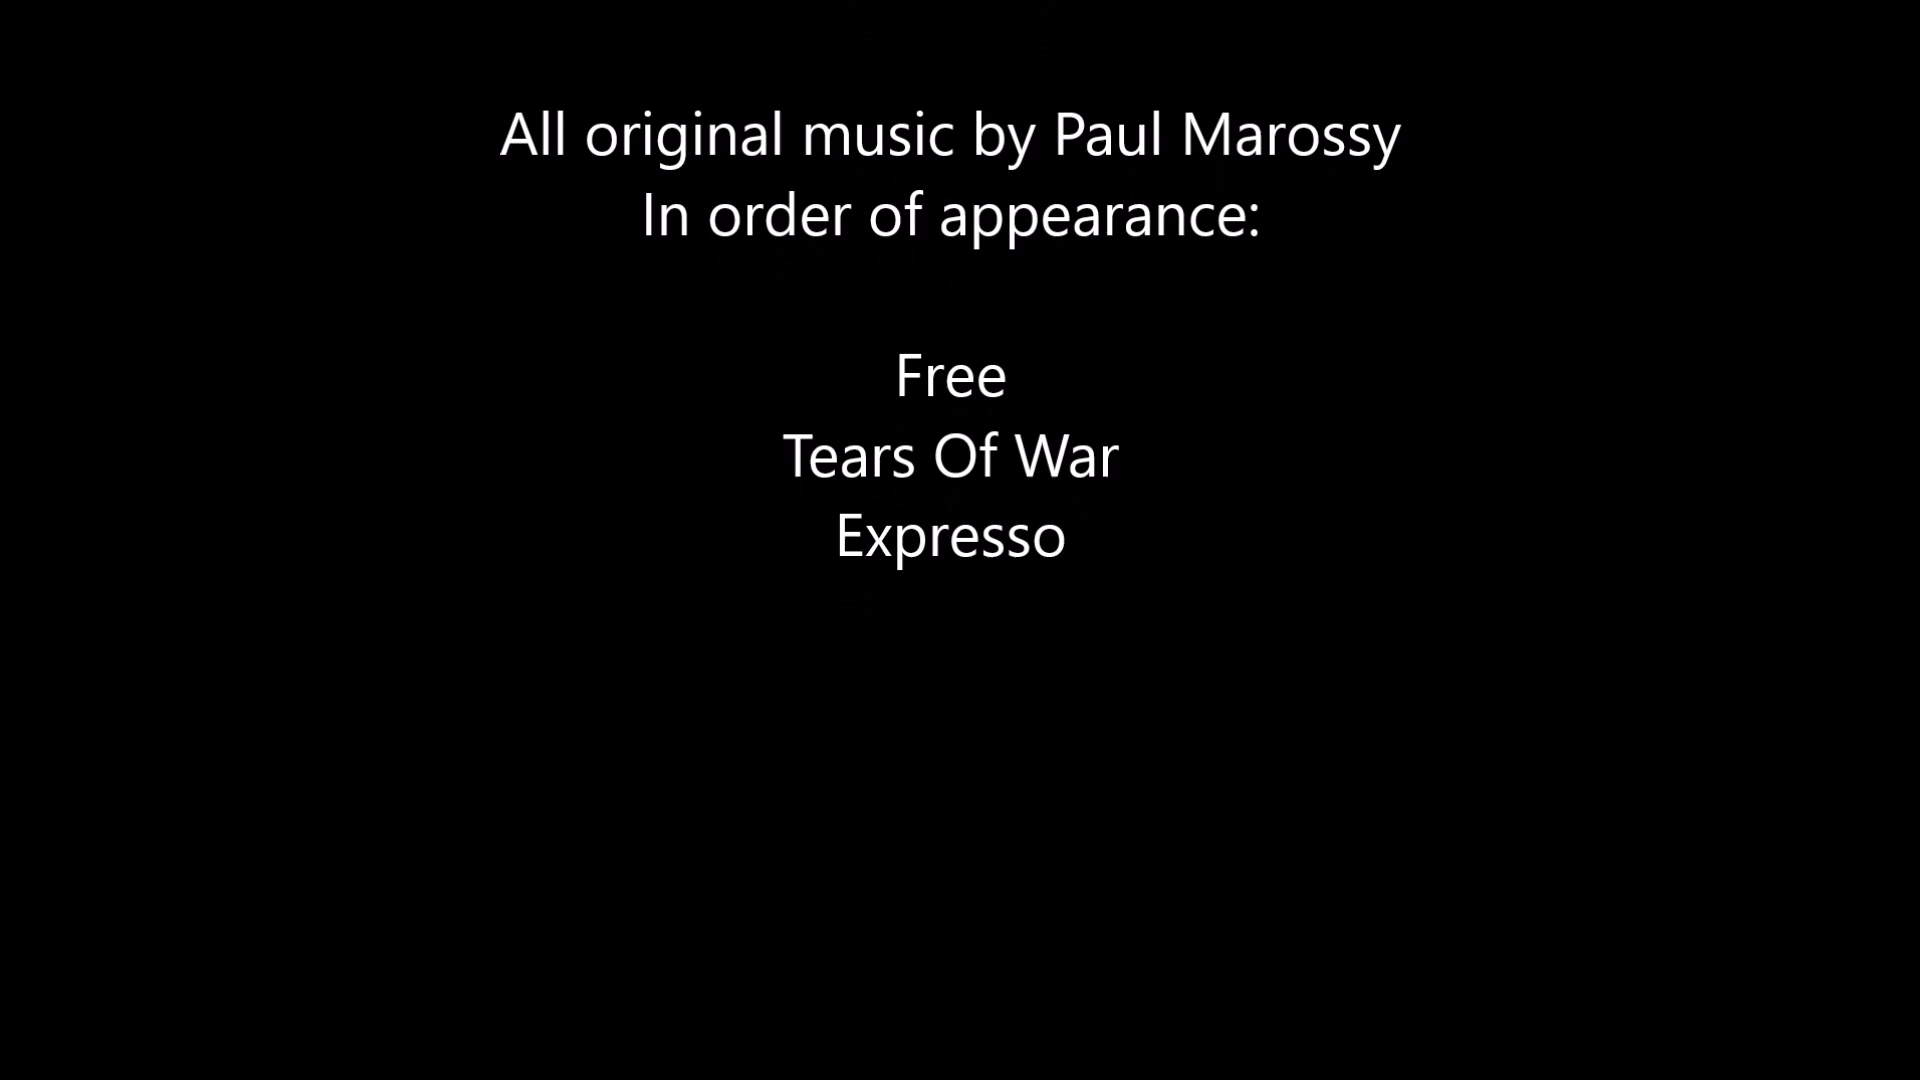 All original music by Paul Marossy
In order of appearance:
Free
Tears Of War
Expresso